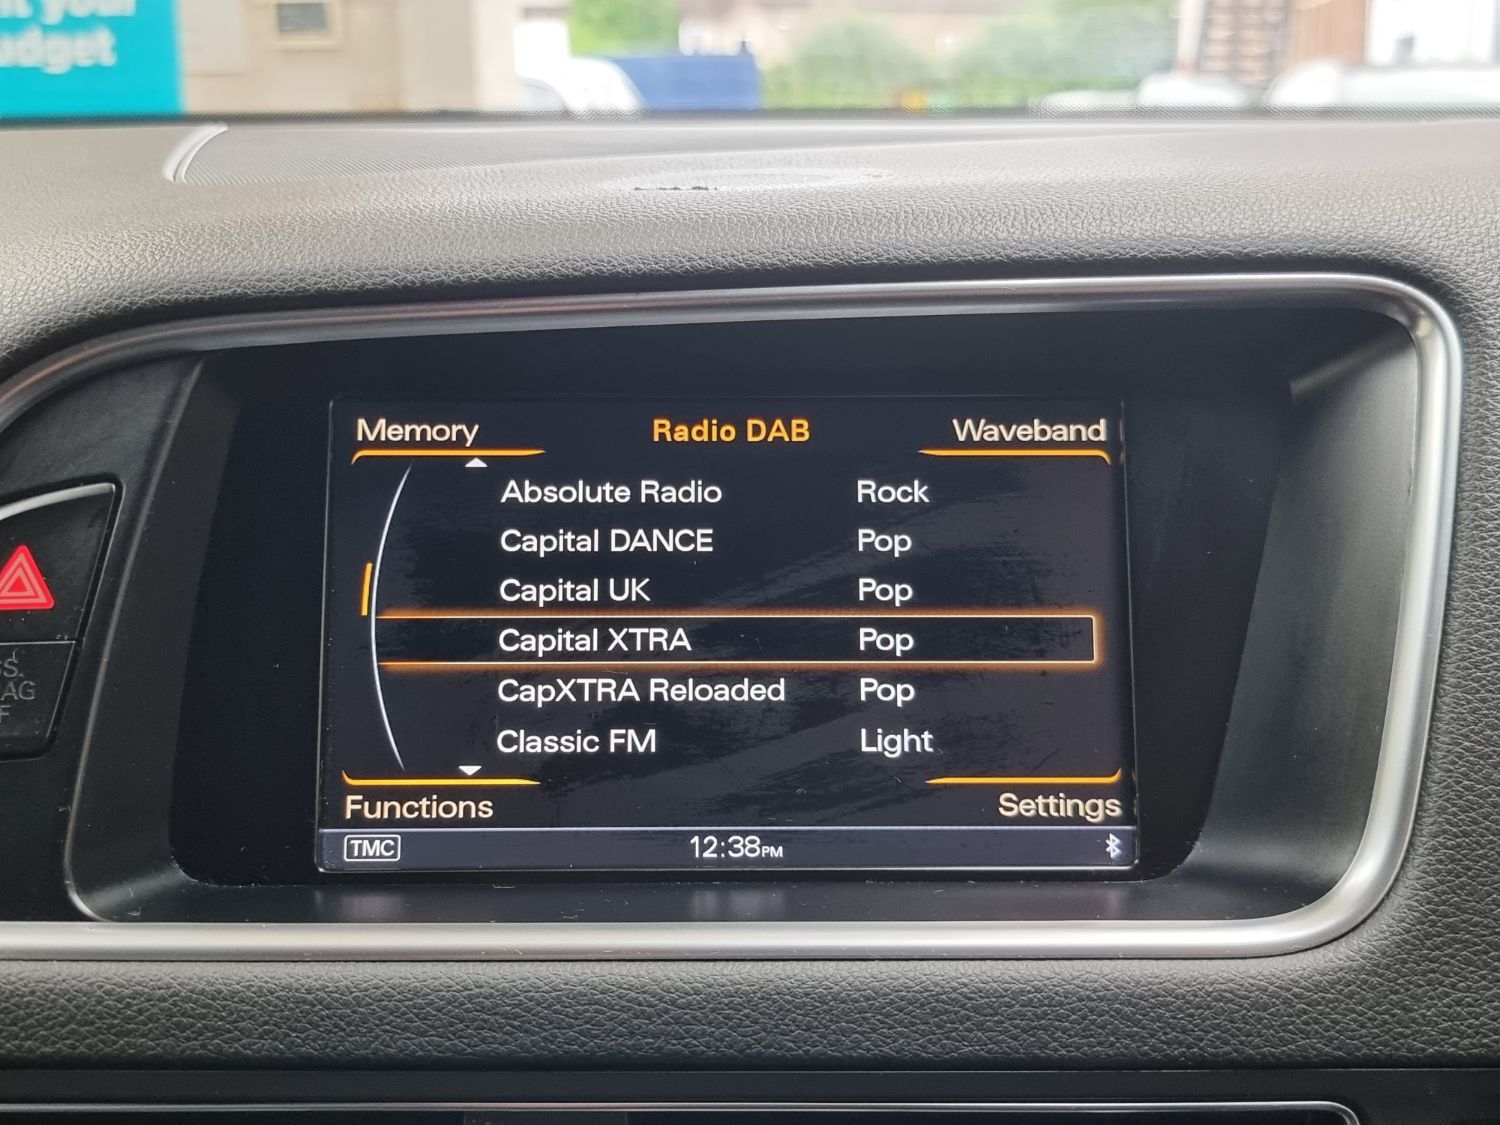 your
udget
Memory Radio DAB Waveband
Absolute Radio Rock
Capital DANCE Pop
Capital UK Pop
Capital XTRA Pop
CapXTRA Reloaded Pop
Classic FM Light
Functions Settings
TMC 12:38PM